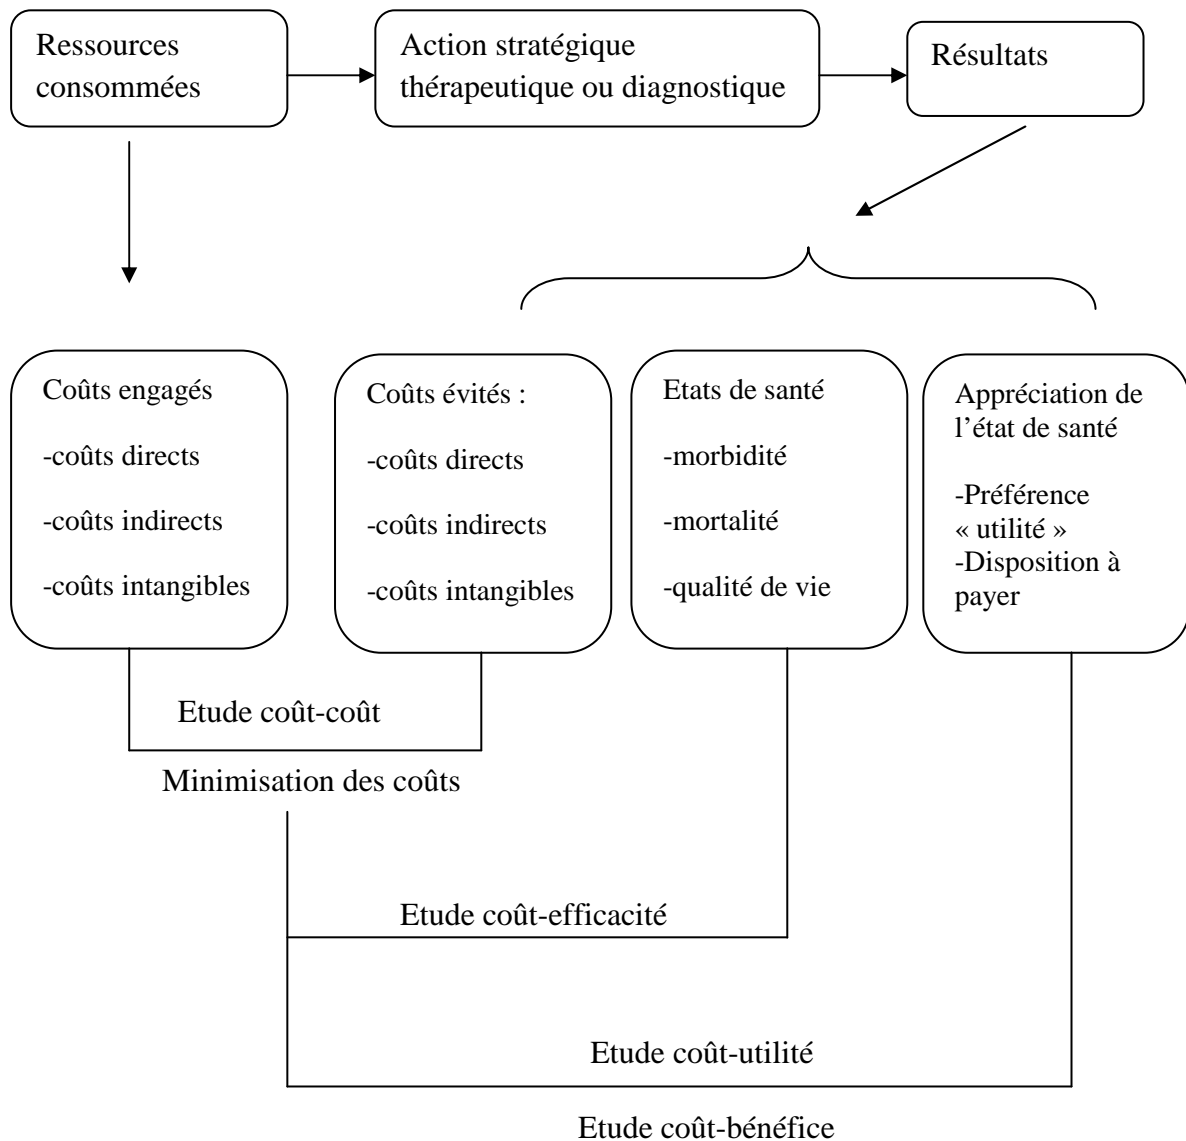 Ressources
consommées
Action stratégique
thérapeutique ou diagnostique
Résultats
Coûts engagés
-coûts directs
-coûts indirects
-coûts intangibles
Coûts évités :
-coûts directs
-coûts indirects
-coûts intangibles
Etats de santé
-morbidité
-mortalité
-qualité de vie
Appréciation de
l’état de santé
-Préférence
« utilité »
-Disposition à
payer
Etude coût-coût
Minimisation des coûts
Etude coût-efficacité
Etude coût-utilité
Etude coût-bénéfice